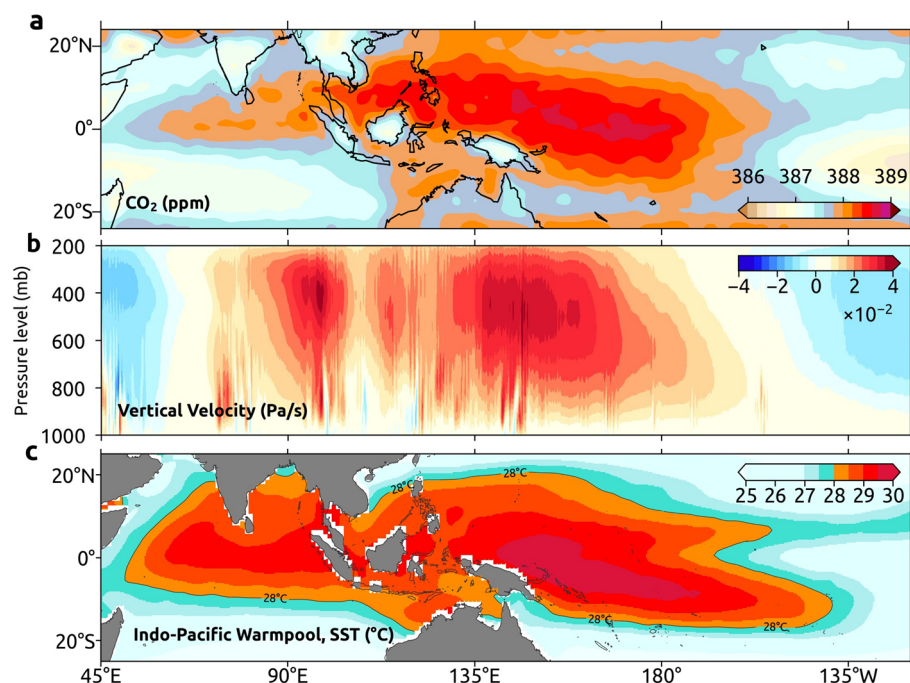 a
20°N
0°
20°S
CO₂ (ppm)
386 387 388 389
b
200
400
600
800
1000
Pressure level (mb)
Vertical Velocity (Pa/s)
−4 −2 0 2 4
×10⁻²
c
20°N
0°
20°S
28°C
28°C
28°C
28°C
28°C
25 26 27 28 29 30
Indo-Pacific Warmpool, SST (°C)
45°E 90°E 135°E 180° 135°W